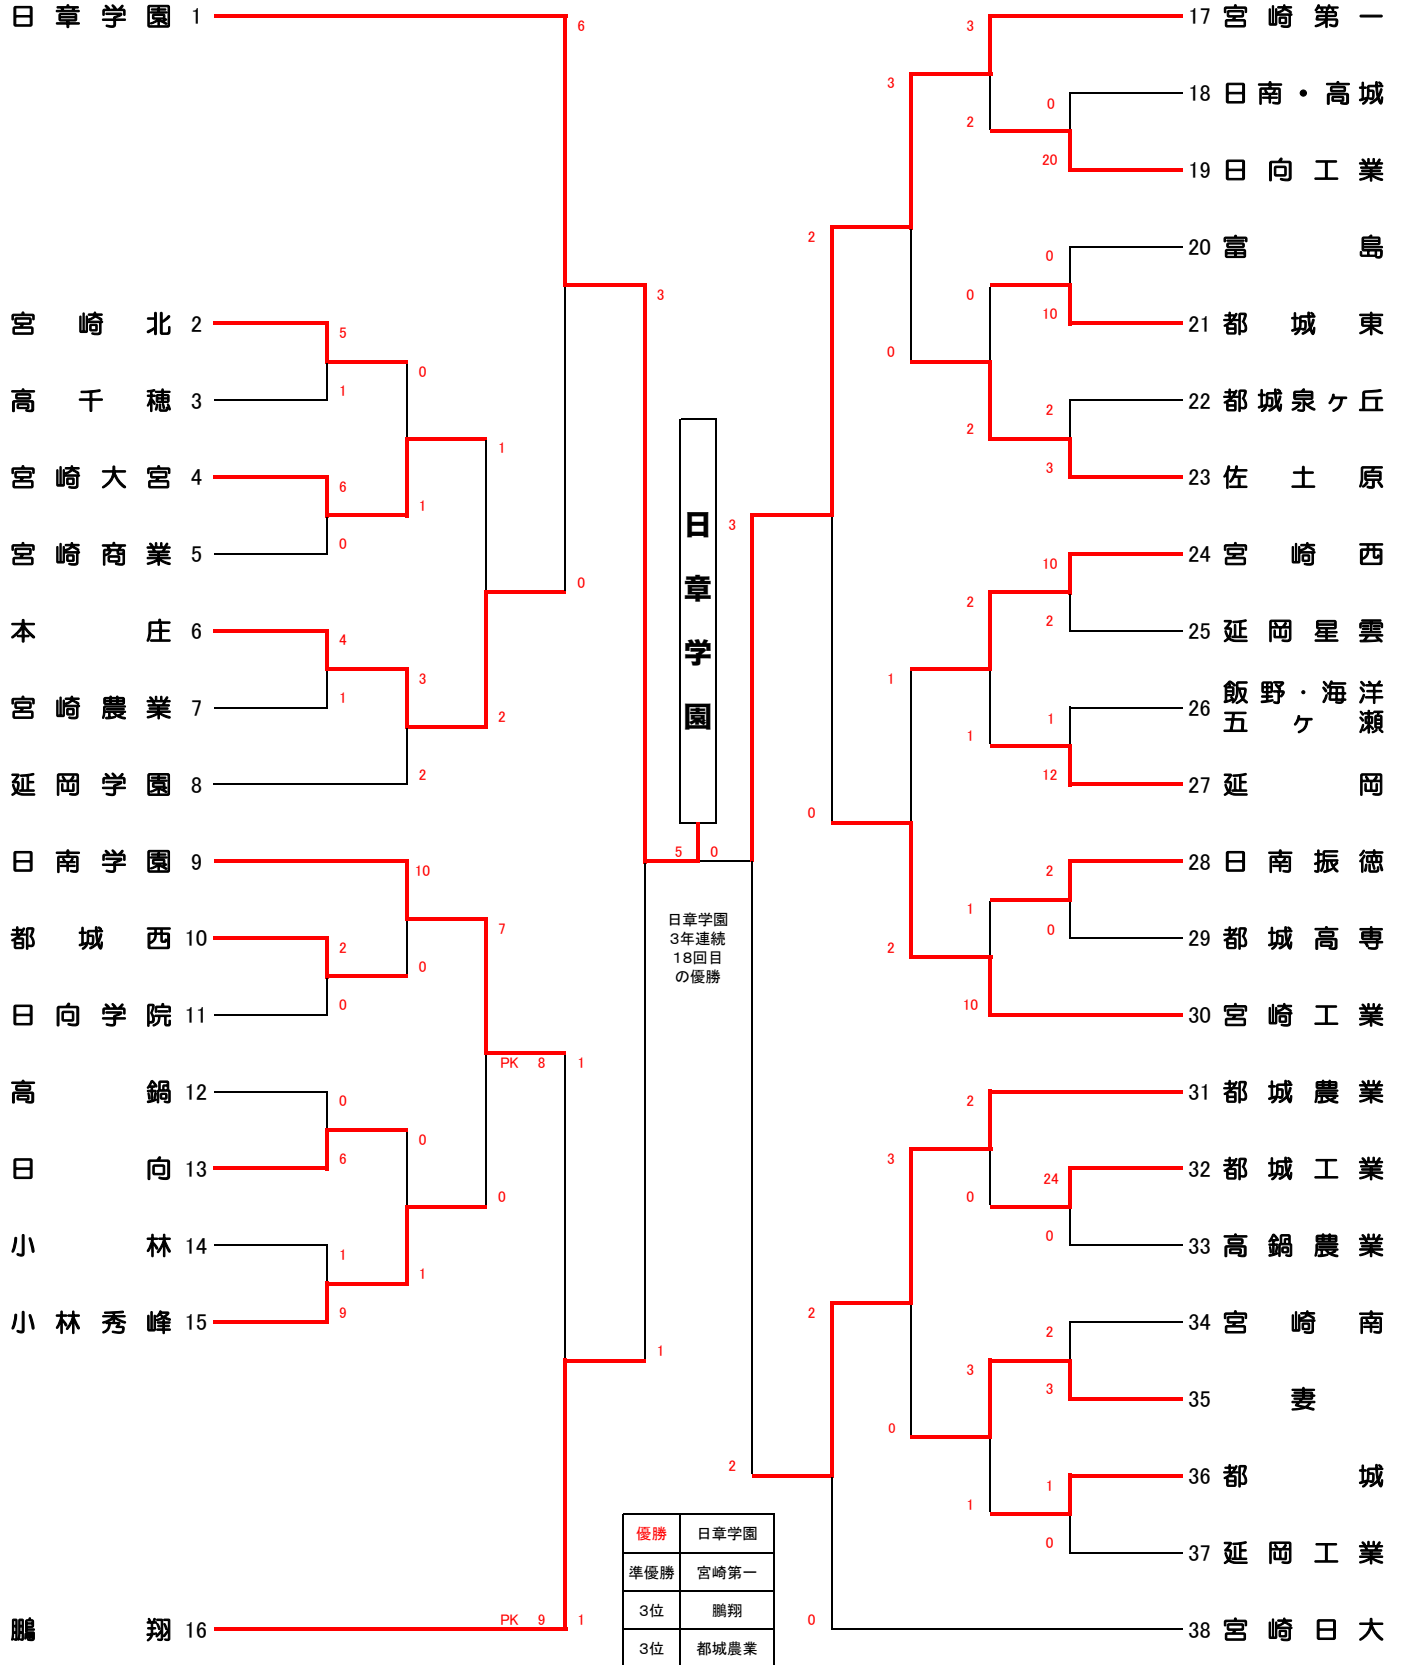 日章学園 1
宮崎北 2
高千穂 3
宮崎大宮 4
宮崎商業 5
本庄 6
宮崎農業 7
延岡学園 8
日南学園 9
都城西 10
日向学院 11
高鍋 12
日向 13
小林 14
小林秀峰 15
鵬翔 16
6
5
1
0
6
0
1
1
4
1
3
2
2
0
10
2
0
0
7
PK 8 1
0
6
0
1
9
1
0
PK 9 1
3
1
日章学園
5 0
日章学園
3年連続
18回目
の優勝
優勝 日章学園
準優勝 宮崎第一
3位 鵬翔
3位 都城農業
3
2
2
0
2
0
3
0
1
2
3
0
3
2
0
2
2
1
1
10
2
0
3
1
0
20
0
10
2
3
10
2
1
12
2
0
24
0
2
3
1
0
17 宮崎第一
18 日南・高城
19 日向工業
20 富島
21 都城東
22 都城泉ヶ丘
23 佐土原
24 宮崎西
25 延岡星雲
26 飯野・海洋
五ヶ瀬
27 延岡
28 日南振徳
29 都城高専
30 宮崎工業
31 都城農業
32 都城工業
33 高鍋農業
34 宮崎南
35 妻
36 都城
37 延岡工業
38 宮崎日大